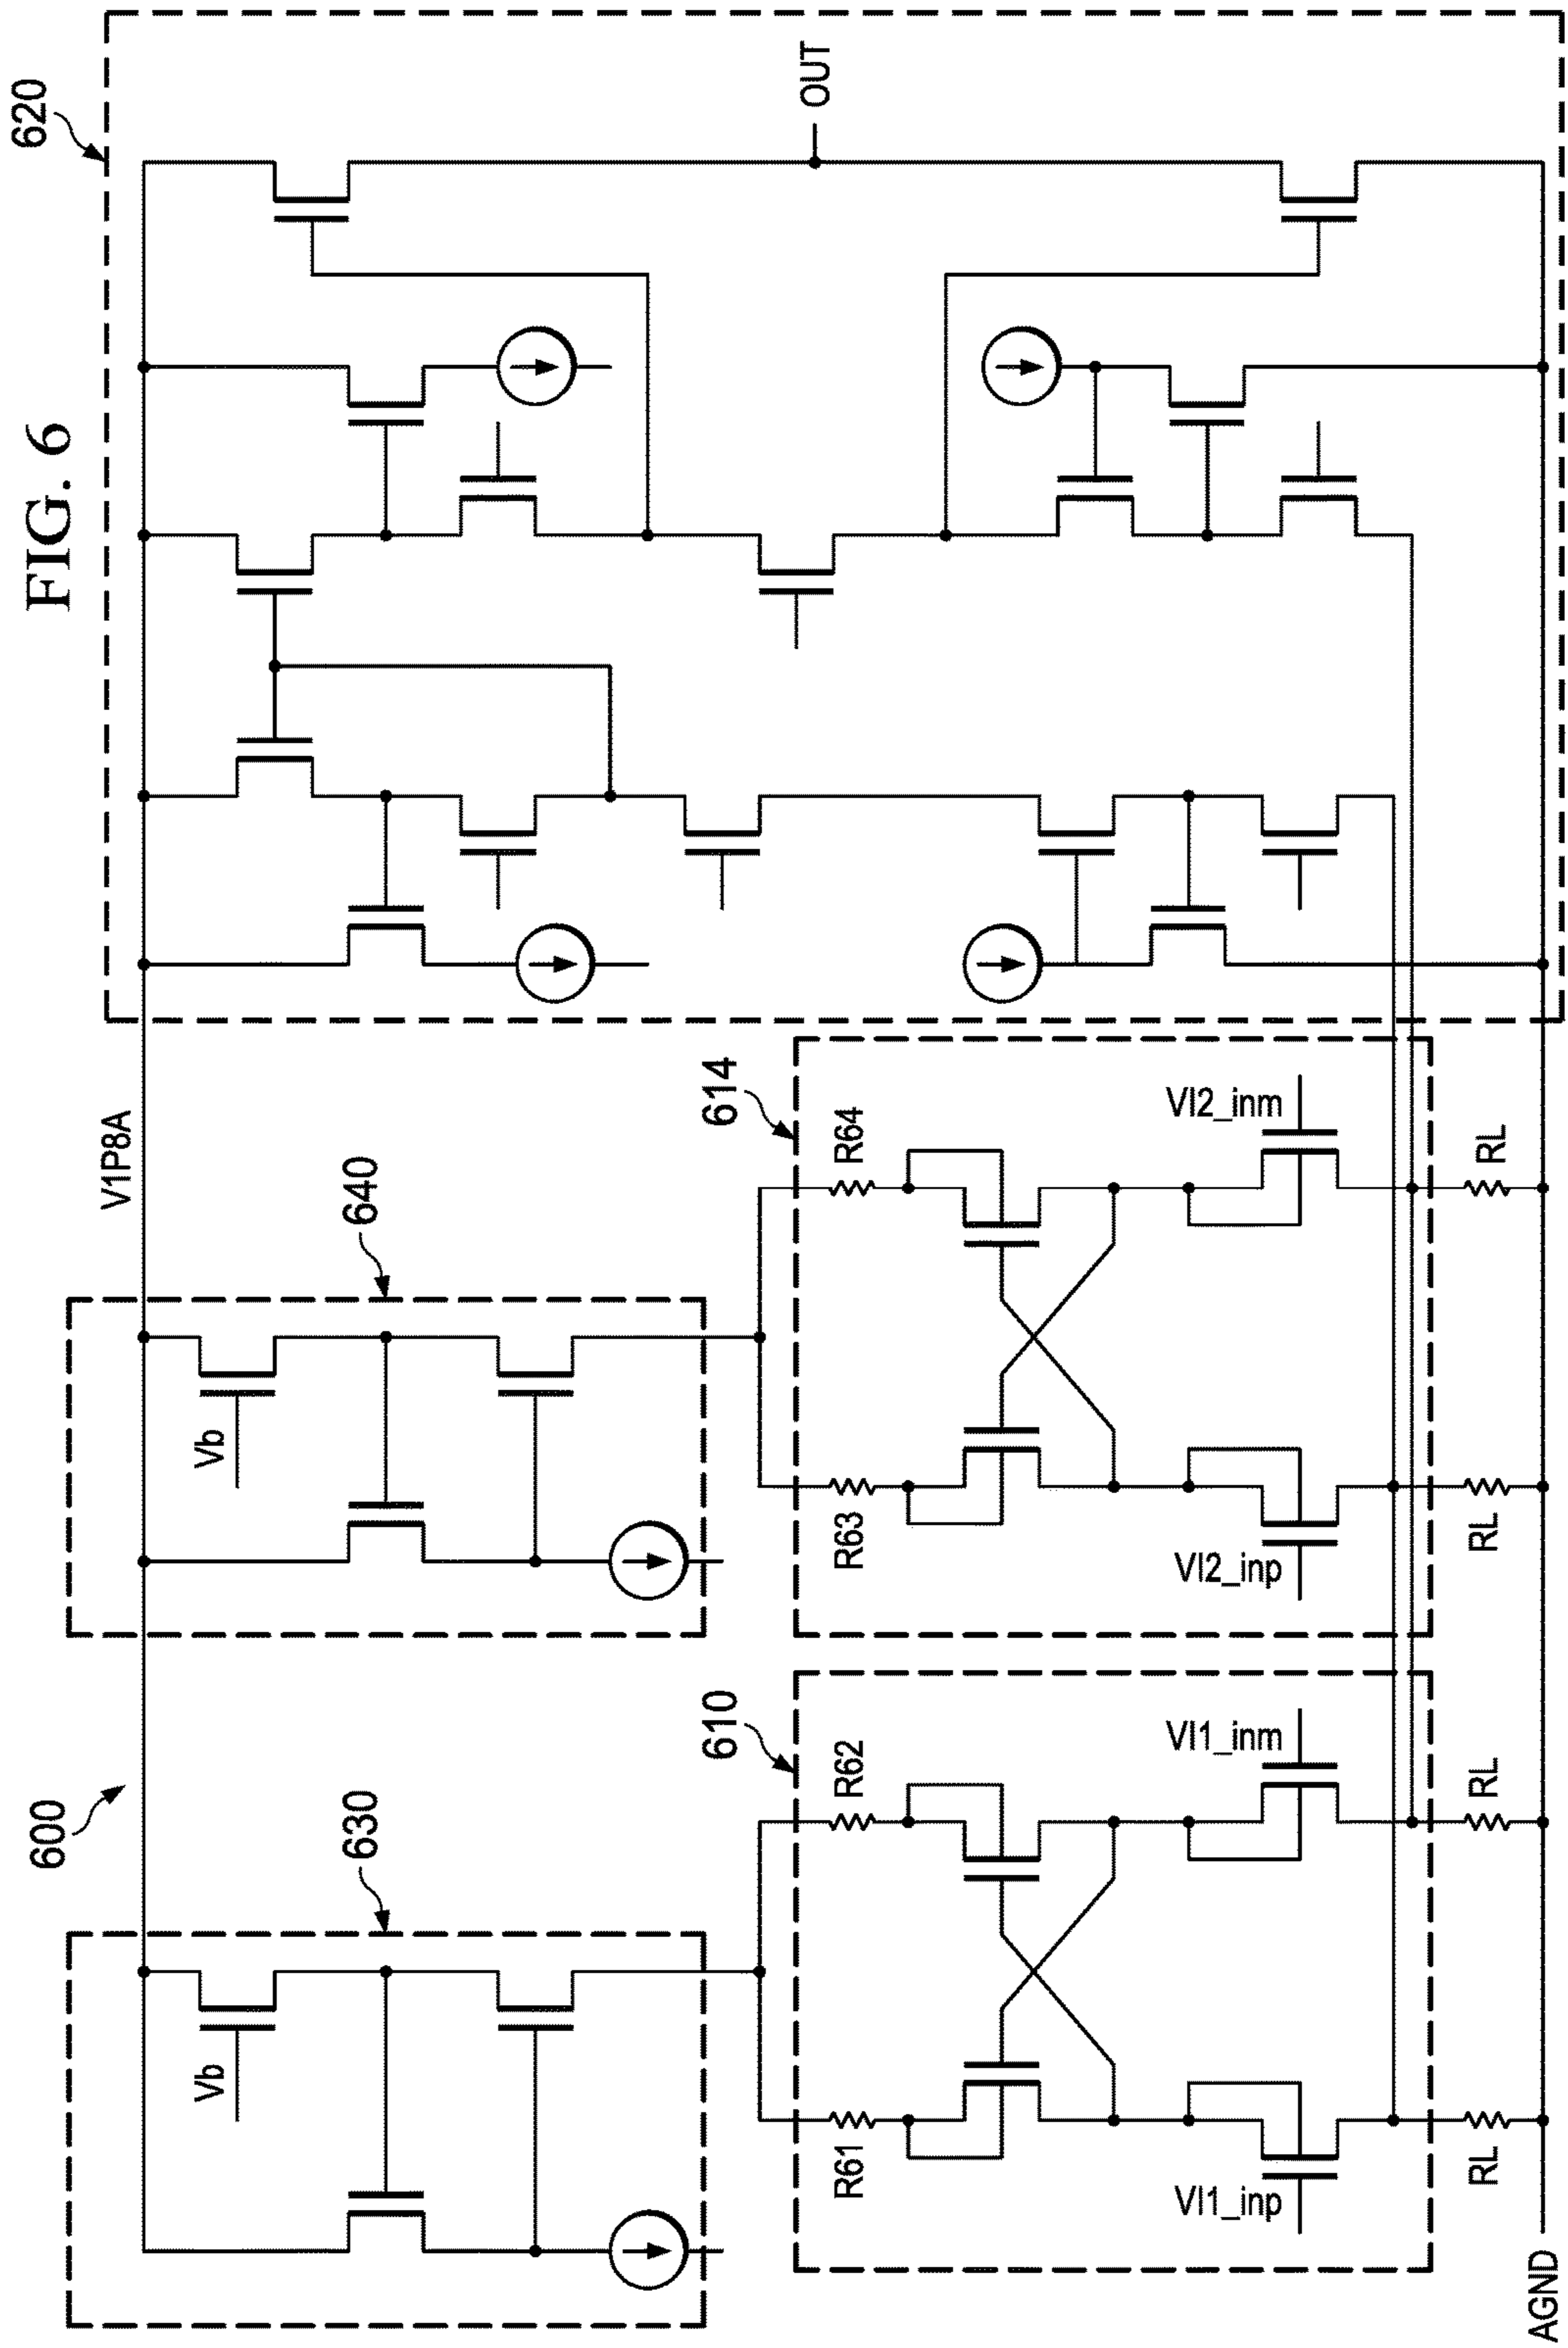 FIG. 6
600
620
V1P8A
630
640
Vb
Vb
610
614
R61
R62
R63
R64
VI1_inp
VI1_inm
VI2_inp
VI2_inm
RL
RL
RL
RL
OUT
AGND